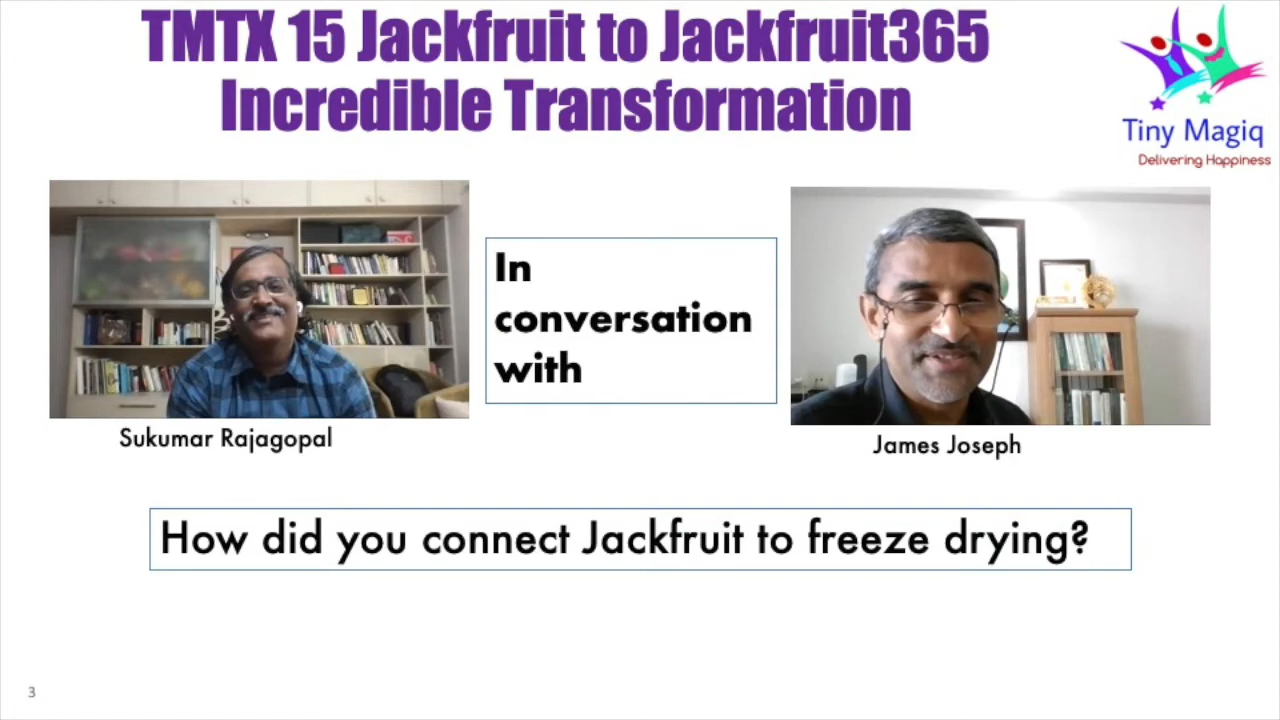 TMTX 15 Jackfruit to Jackfruit365
Incredible Transformation
Tiny Magiq
Delivering Happiness
In
conversation
with
Sukumar Rajagopal
James Joseph
How did you connect Jackfruit to freeze drying?
3